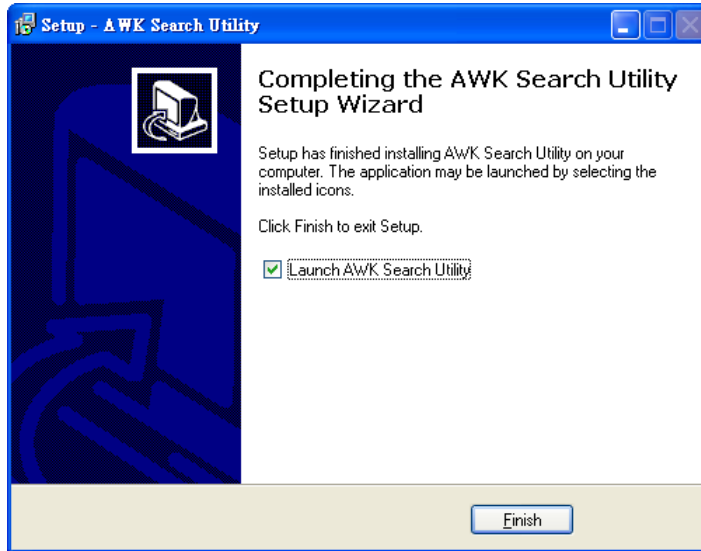 Setup - AWK Search Utility
Completing the AWK Search Utility
Setup Wizard
Setup has finished installing AWK Search Utility on your
computer. The application may be launched by selecting the
installed icons.
Click Finish to exit Setup.
Launch AWK Search Utility
Finish